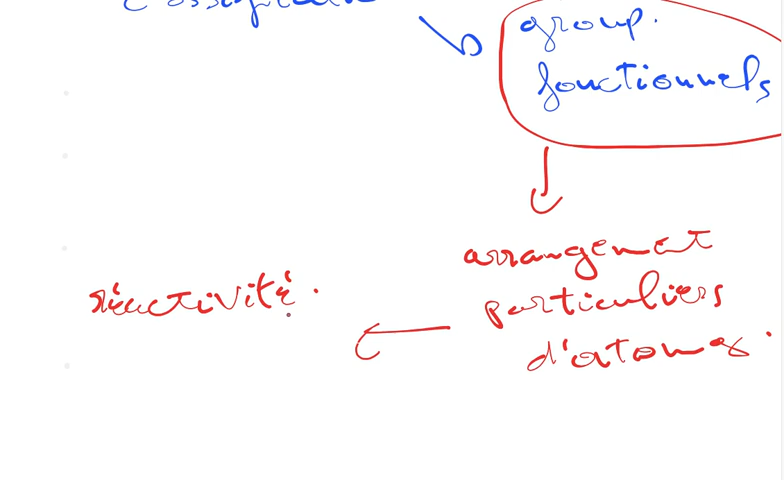 group.
fonctionnels
arrangement
particuliers
d'atomes.
réactivité.